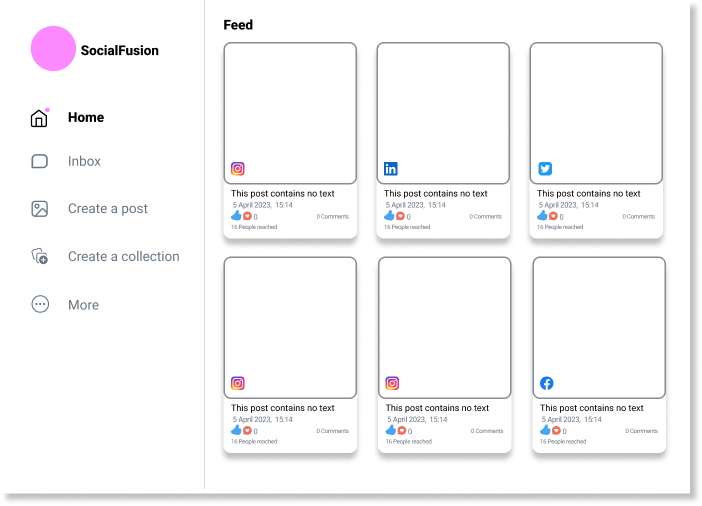 SocialFusion
Home
Inbox
Create a post
Create a collection
More
Feed
This post contains no text
5 April 2023, 15:14
0 0 Comments
16 People reached
This post contains no text
5 April 2023, 15:14
0 0 Comments
16 People reached
This post contains no text
5 April 2023, 15:14
0 0 Comments
16 People reached
This post contains no text
5 April 2023, 15:14
0 0 Comments
16 People reached
This post contains no text
5 April 2023, 15:14
0 0 Comments
16 People reached
This post contains no text
5 April 2023, 15:14
0 0 Comments
16 People reached